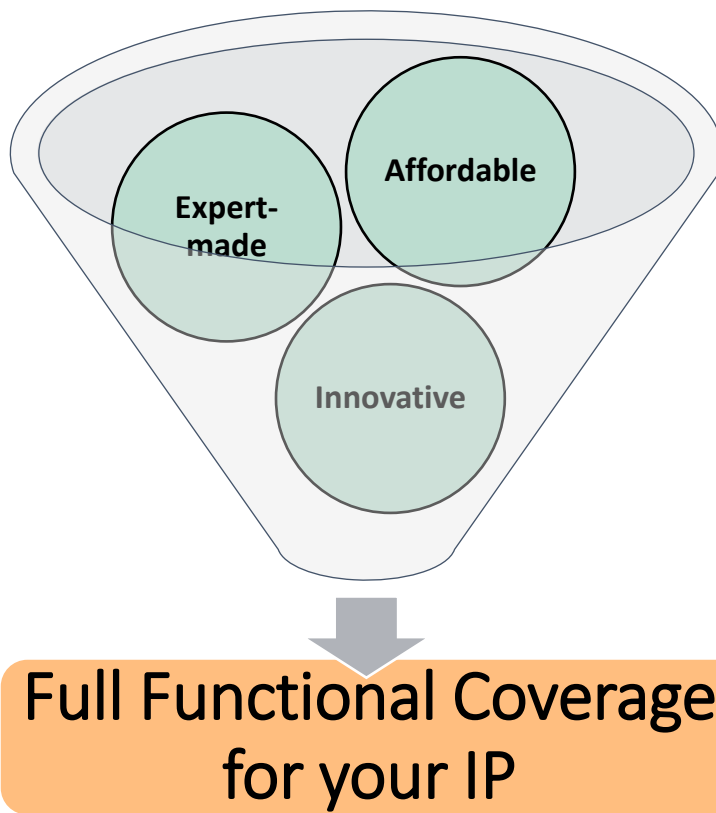 Affordable
Expert-
made
Innovative
Full Functional Coverage
for your IP